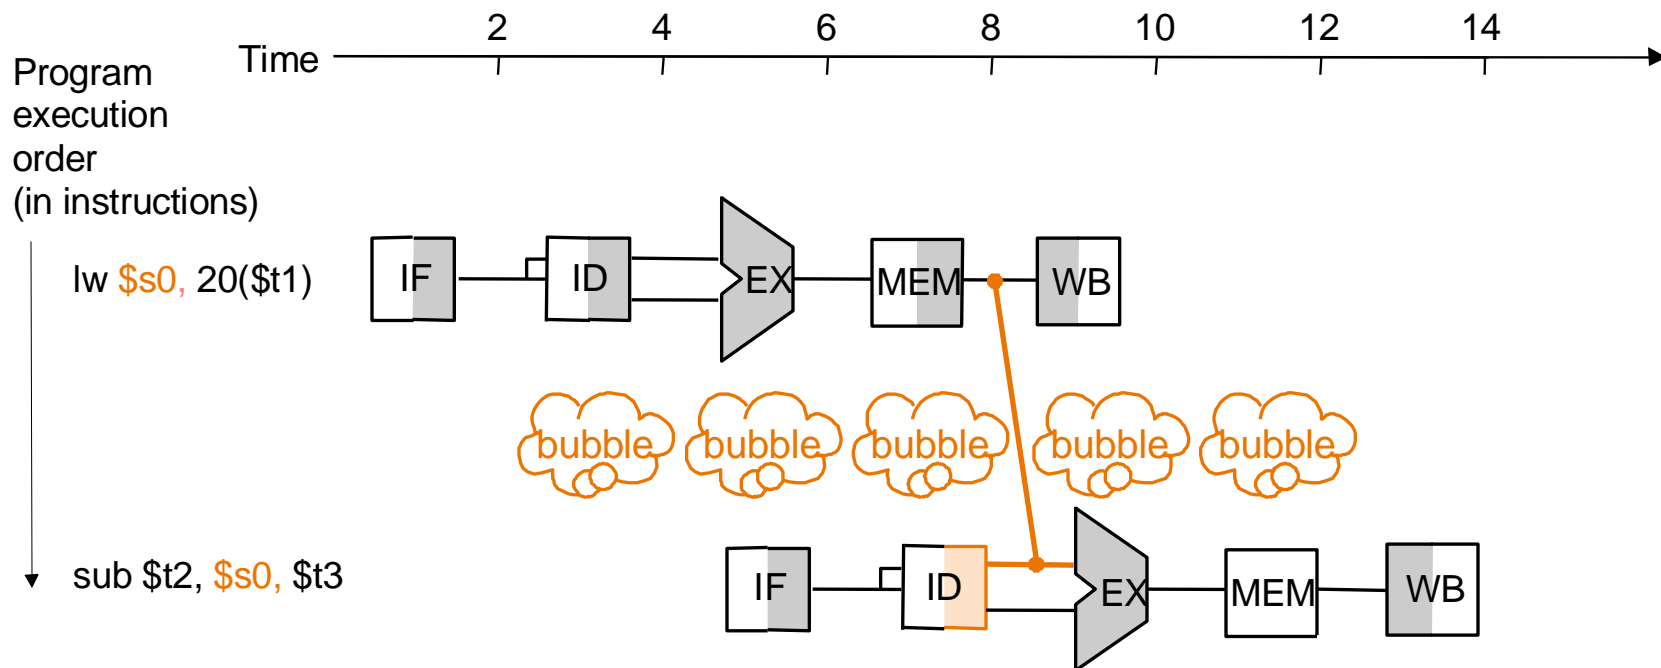 2 4 6 8 10 12 14
Time
Program
execution
order
(in instructions)
lw $s0, 20($t1)
IF ID EX MEM WB
bubble bubble bubble bubble bubble
sub $t2, $s0, $t3
IF ID EX MEM WB